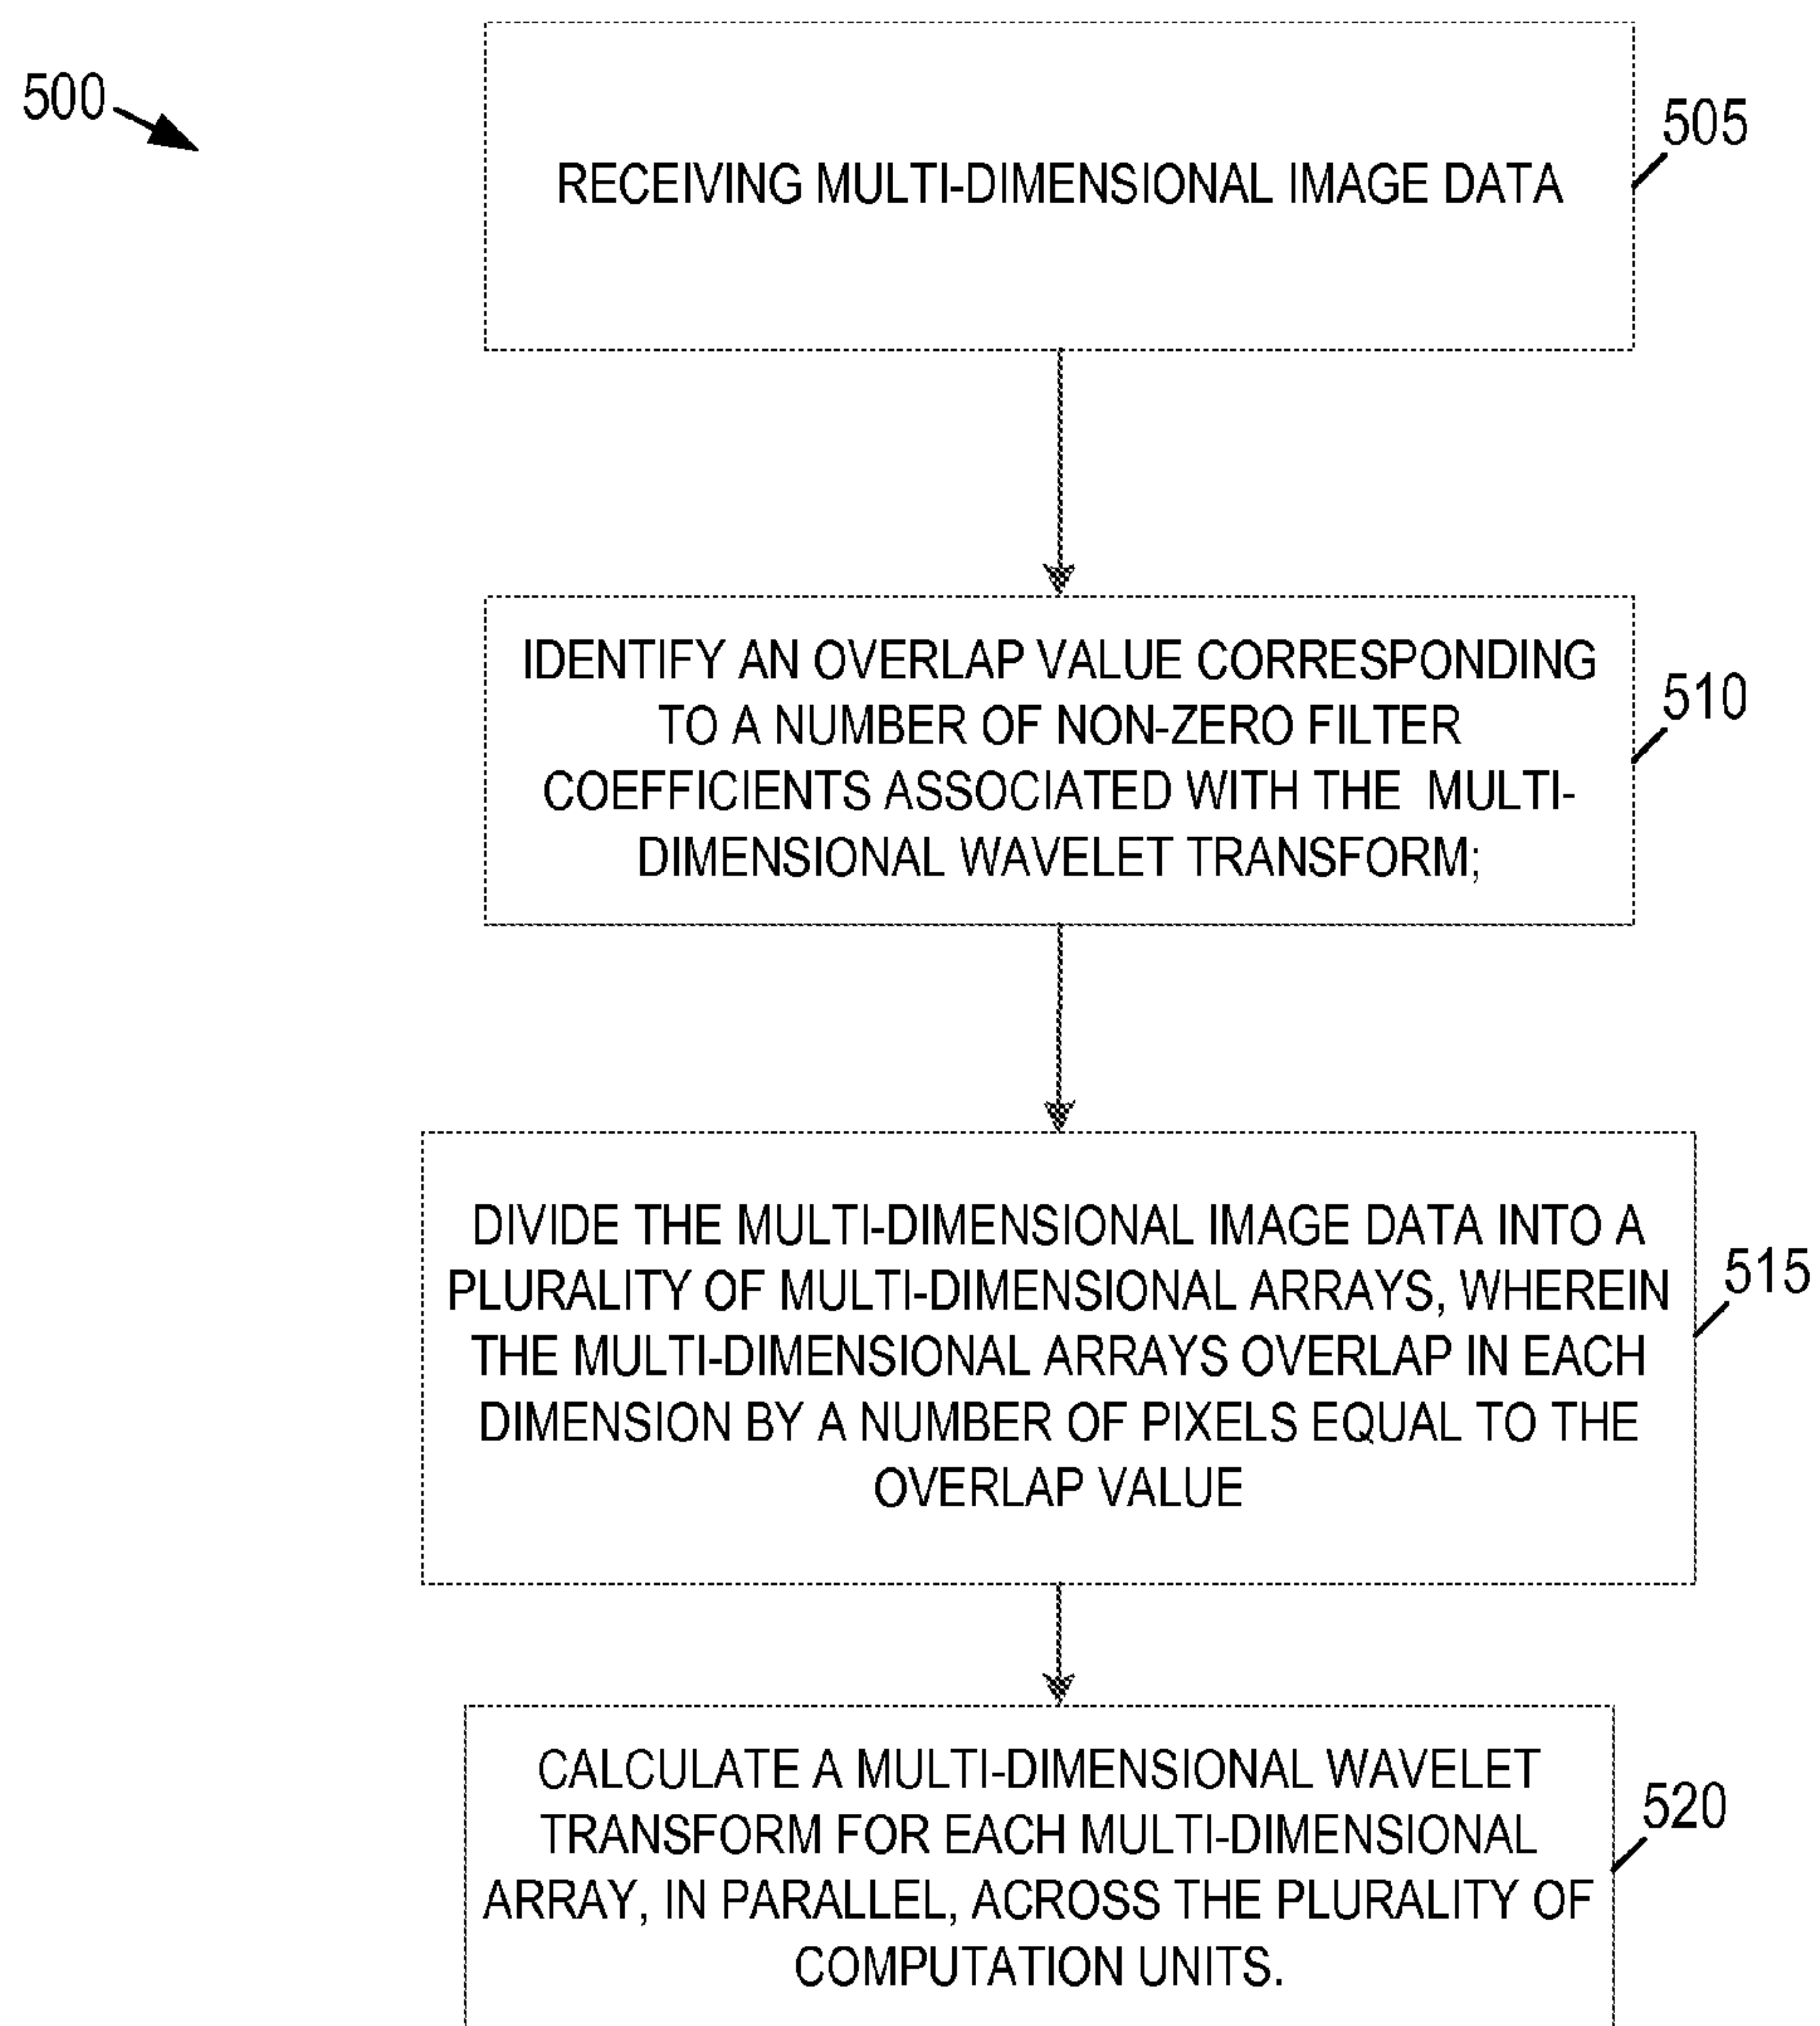 500
505
RECEIVING MULTI-DIMENSIONAL IMAGE DATA
IDENTIFY AN OVERLAP VALUE CORRESPONDING
TO A NUMBER OF NON-ZERO FILTER
COEFFICIENTS ASSOCIATED WITH THE MULTI-
DIMENSIONAL WAVELET TRANSFORM;
510
DIVIDE THE MULTI-DIMENSIONAL IMAGE DATA INTO A
PLURALITY OF MULTI-DIMENSIONAL ARRAYS, WHEREIN
THE MULTI-DIMENSIONAL ARRAYS OVERLAP IN EACH
DIMENSION BY A NUMBER OF PIXELS EQUAL TO THE
OVERLAP VALUE
515
CALCULATE A MULTI-DIMENSIONAL WAVELET
TRANSFORM FOR EACH MULTI-DIMENSIONAL
ARRAY, IN PARALLEL, ACROSS THE PLURALITY OF
COMPUTATION UNITS.
520